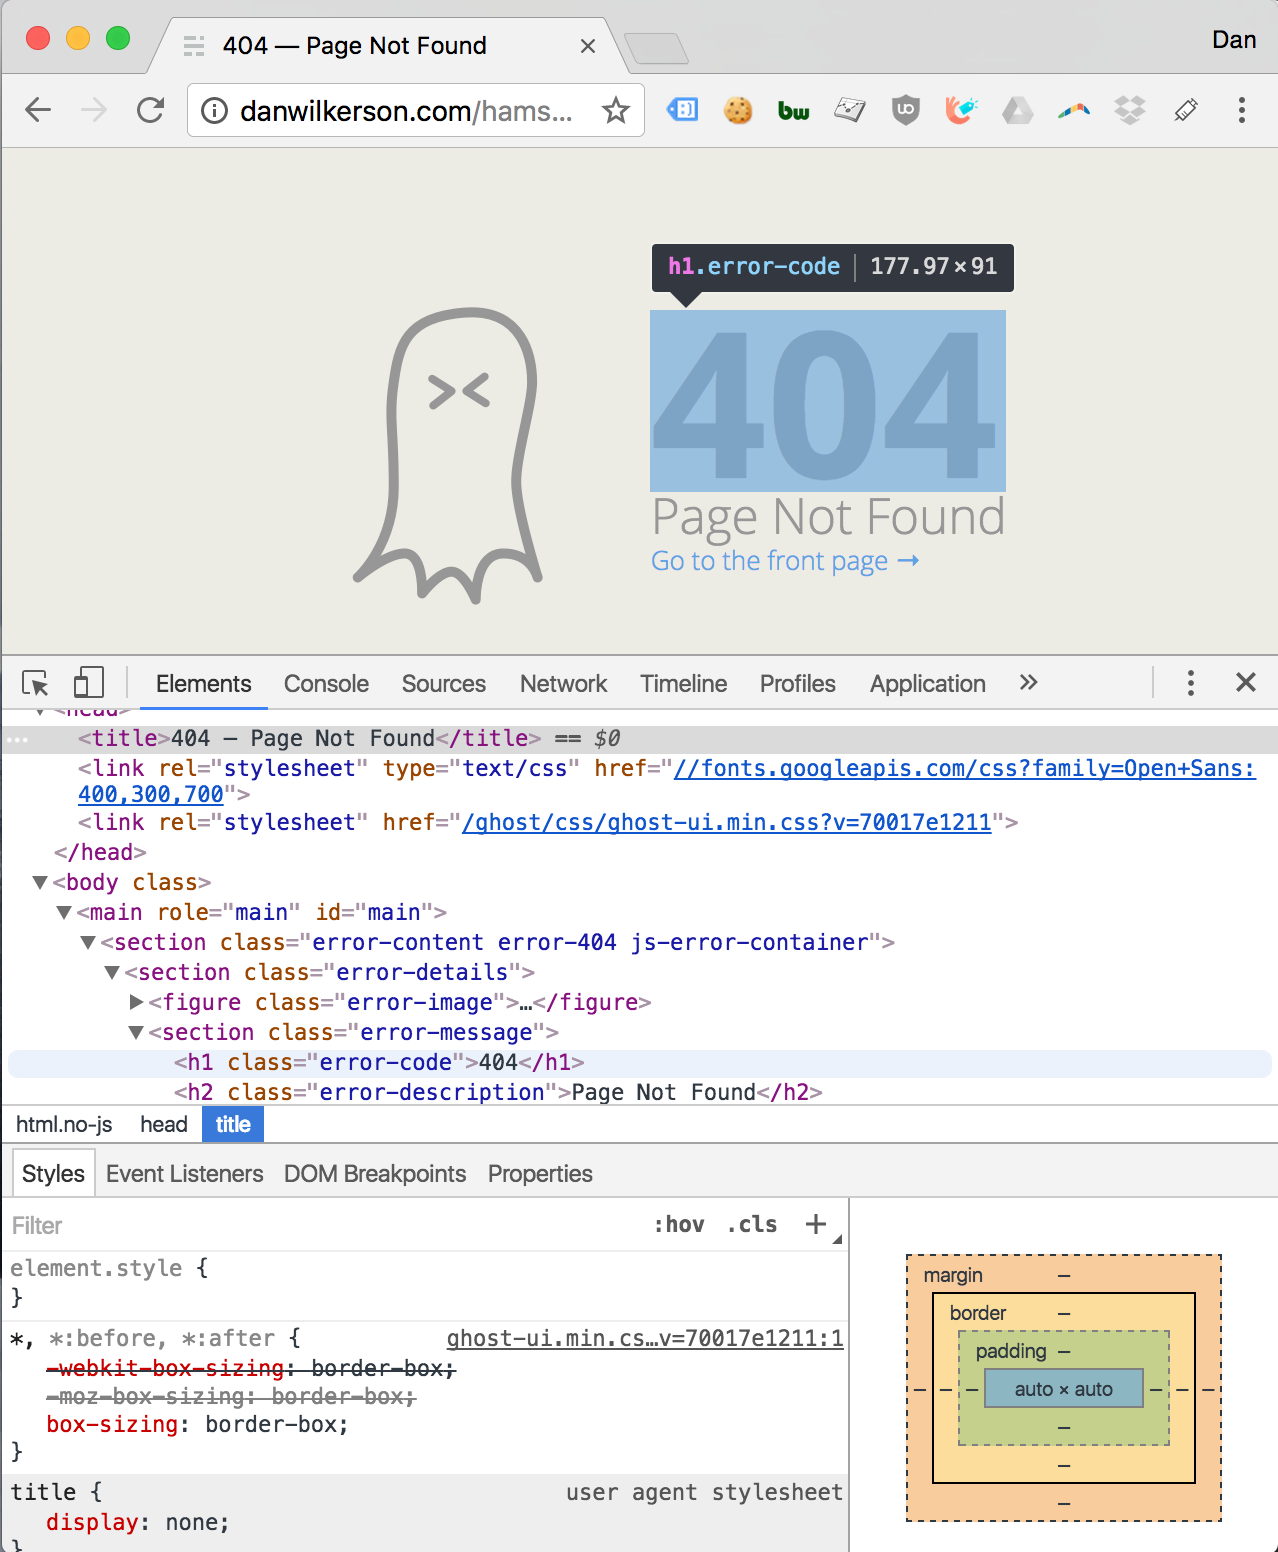 404 — Page Not Found
Dan
danwilkerson.com/hams...
bw
h1.error-code | 177.97×91
404
Page Not Found
Go to the front page →
Elements Console Sources Network Timeline Profiles Application »
<head>
<title>404 — Page Not Found</title> == $0
<link rel="stylesheet" type="text/css" href="//fonts.googleapis.com/css?family=Open+Sans:
400,300,700">
<link rel="stylesheet" href="/ghost/css/ghost-ui.min.css?v=70017e1211">
</head>
<body class>
<main role="main" id="main">
<section class="error-content error-404 js-error-container">
<section class="error-details">
<figure class="error-image">…</figure>
<section class="error-message">
<h1 class="error-code">404</h1>
<h2 class="error-description">Page Not Found</h2>
html.no-js head title
Styles Event Listeners DOM Breakpoints Properties
Filter :hov .cls +
element.style {
}
*, *:before, *:after { ghost-ui.min.cs…v=70017e1211:1
-webkit-box-sizing: border-box;
-moz-box-sizing: border-box;
box-sizing: border-box;
}
title { user agent stylesheet
display: none;
}
margin –
border –
padding –
– – – auto × auto – – –
–
–
–